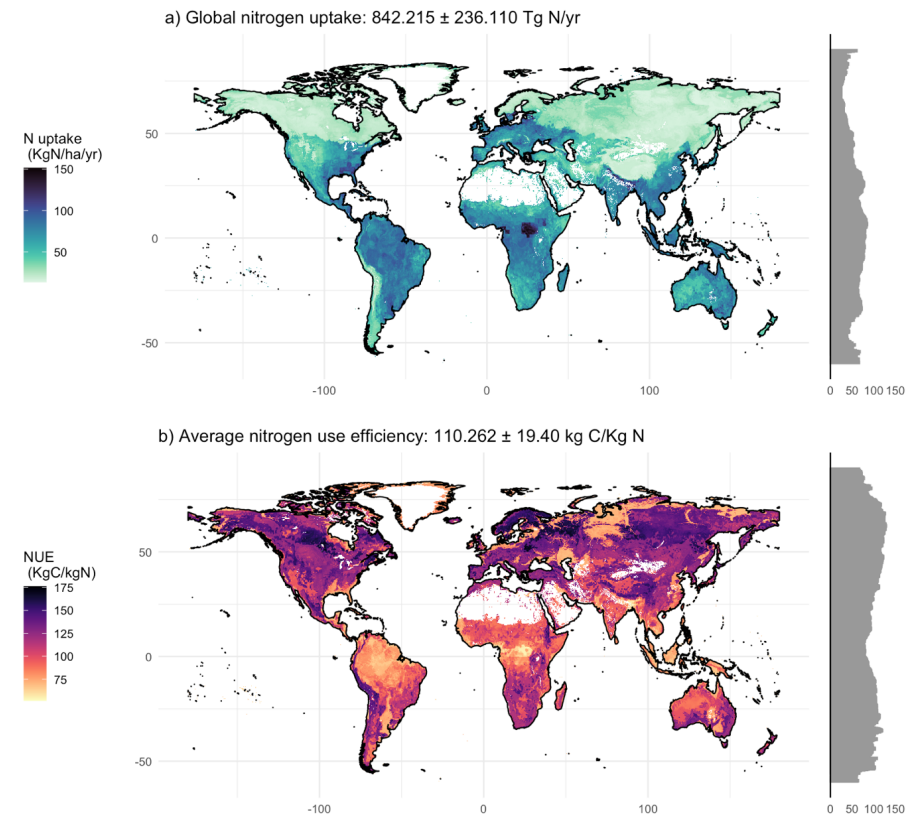 a) Global nitrogen uptake: 842.215 ± 236.110 Tg N/yr
N uptake
(KgN/ha/yr)
150
100
50
50
0
-50
-100 0 100
0 50 100 150
b) Average nitrogen use efficiency: 110.262 ± 19.40 kg C/Kg N
NUE
(KgC/kgN)
175
150
125
100
75
50
0
-50
-100 0 100
0 50 100 150